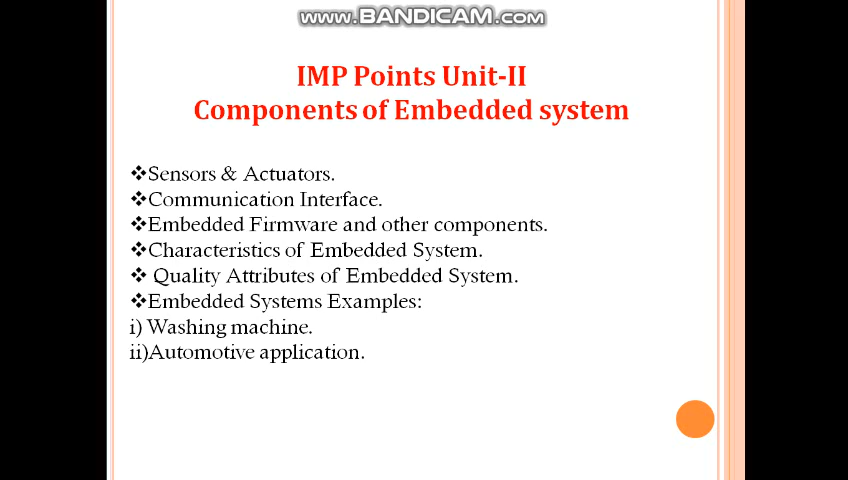 WWW.BANDICAM.COM
IMP Points Unit-II
Components of Embedded system
❖Sensors & Actuators.
❖Communication Interface.
❖Embedded Firmware and other components.
❖Characteristics of Embedded System.
❖ Quality Attributes of Embedded System.
❖Embedded Systems Examples:
i) Washing machine.
ii)Automotive application.